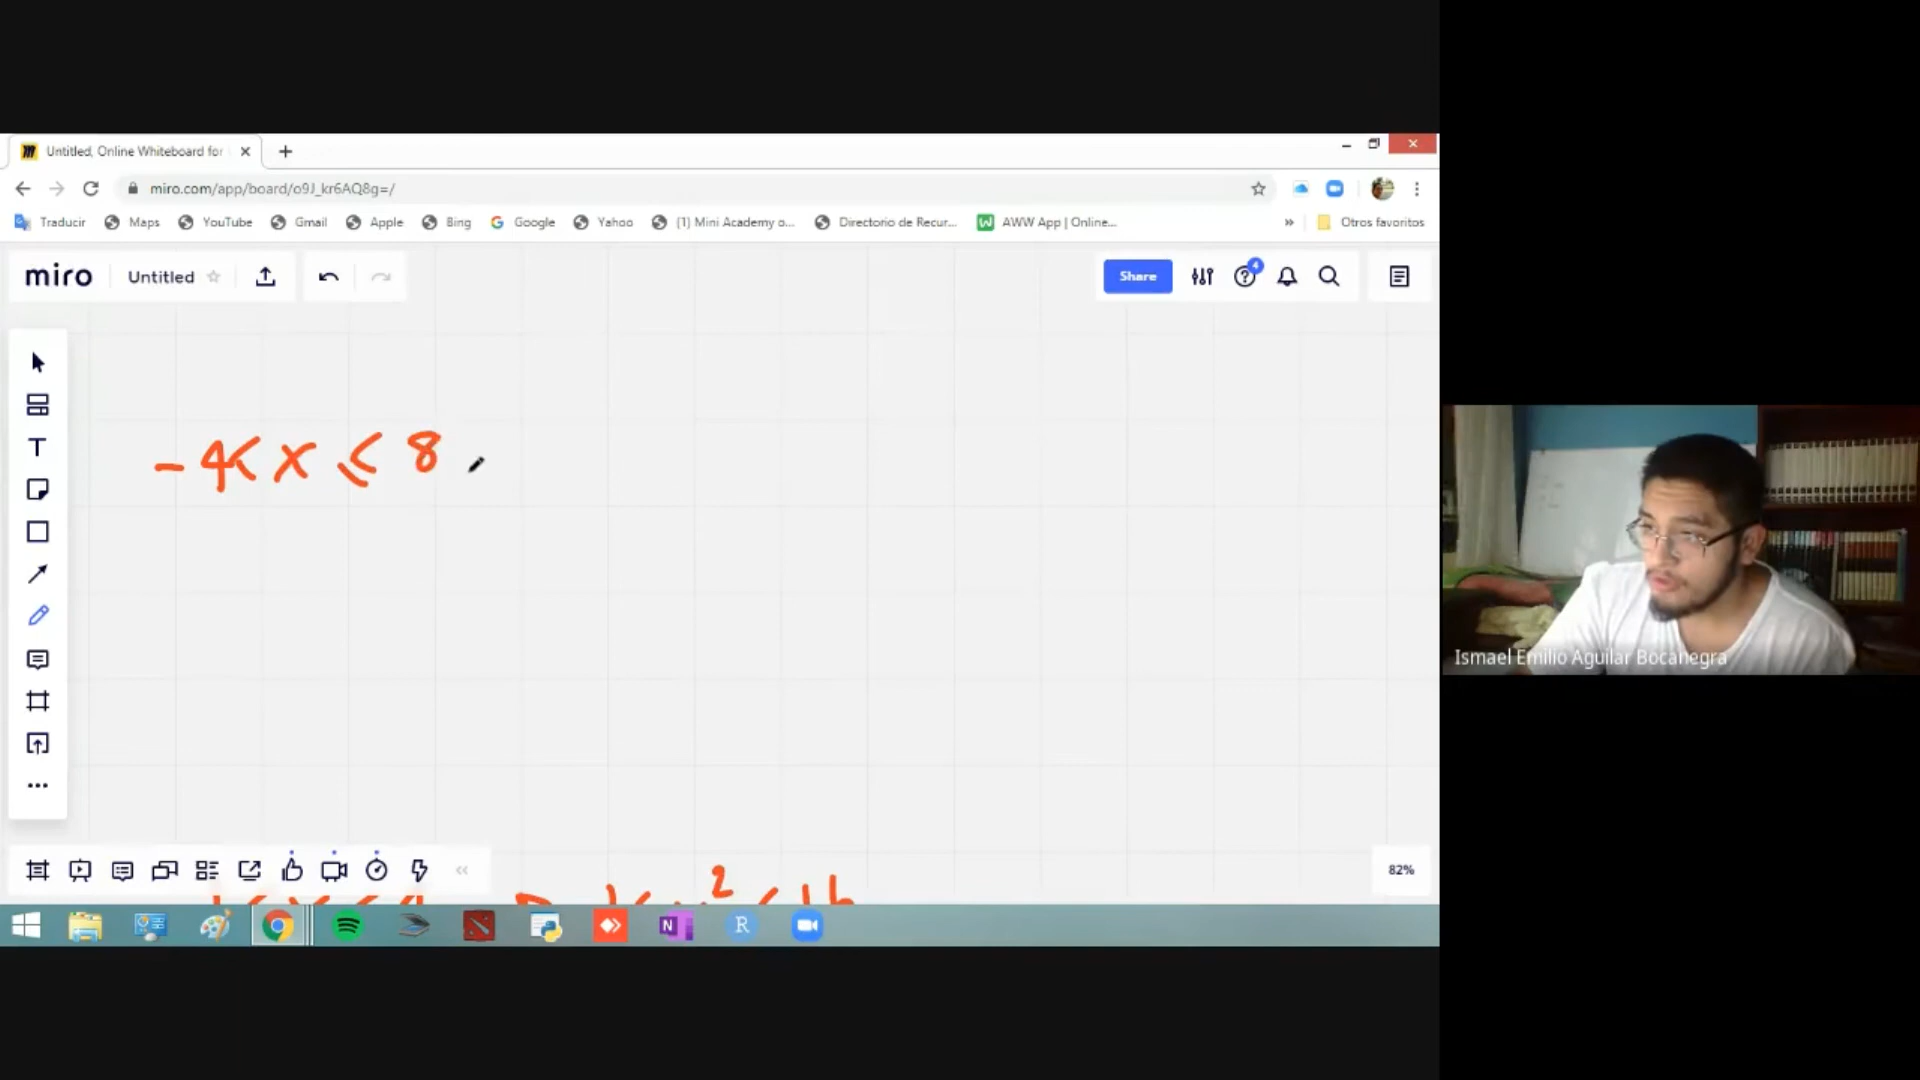 Untitled, Online Whiteboard for
miro.com/app/board/o9J_kr6AQ8g=/
Traducir Maps YouTube Gmail Apple Bing Google Yahoo (1) Mini Academy o... Directorio de Recur... AWW App | Online... » Otros favoritos
miro Untitled Share 4
-4< x ≤ 8
Ismael Emilio Aguilar Bocanegra
82%